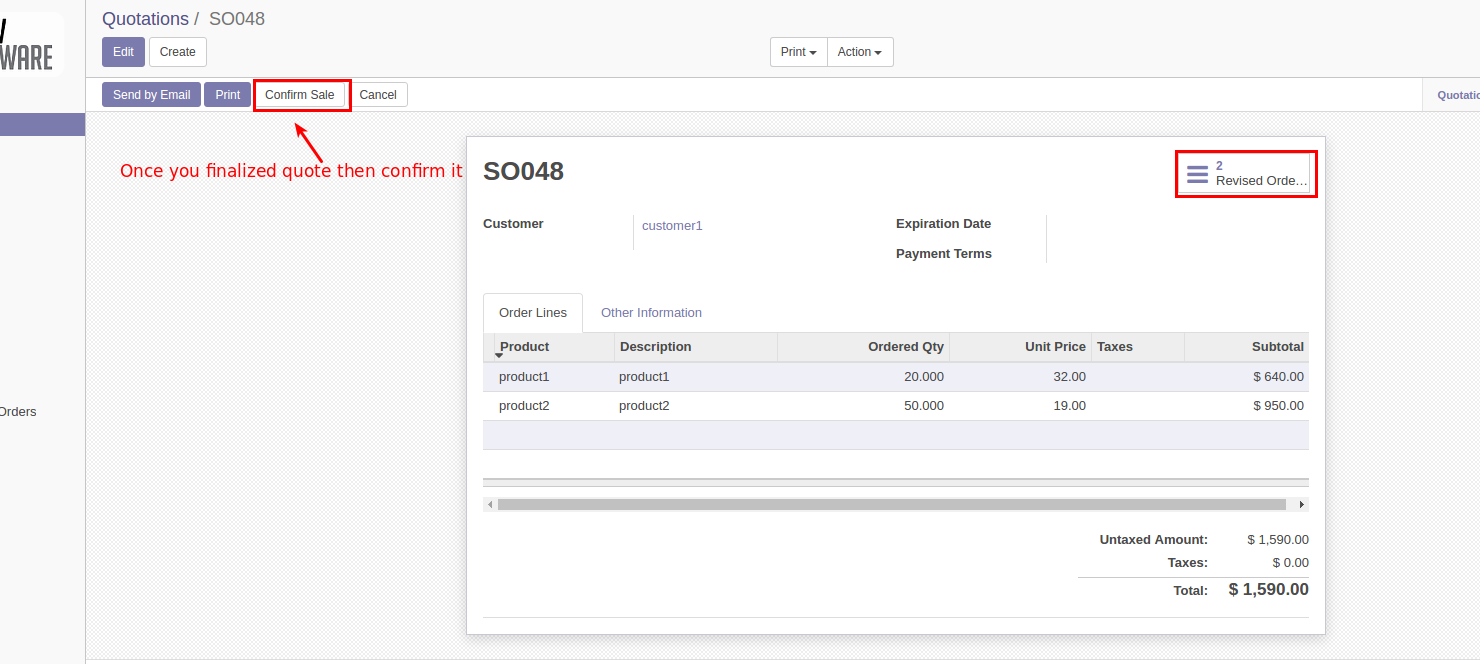 Quotations / SO048
WARE
Edit Create Print Action
Send by Email Print Confirm Sale Cancel
Once you finalized quote then confirm it
SO048
2
Revised Orde...
Customer customer1 Expiration Date
Payment Terms
Order Lines Other Information
Product Description Ordered Qty Unit Price Taxes Subtotal
product1 product1 20.000 32.00 $ 640.00
product2 product2 50.000 19.00 $ 950.00
Orders
Untaxed Amount: $ 1,590.00
Taxes: $ 0.00
Total: $ 1,590.00